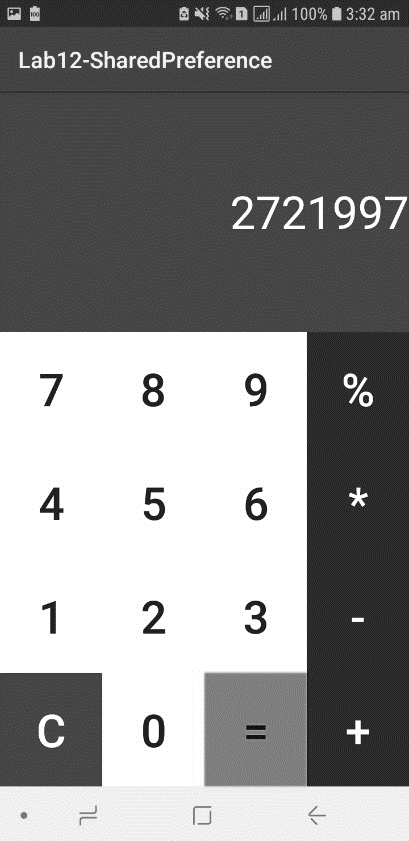 100% 3:32 am
Lab12-SharedPreference
2721997
7 8 9 %
4 5 6 *
1 2 3 -
C 0 = +